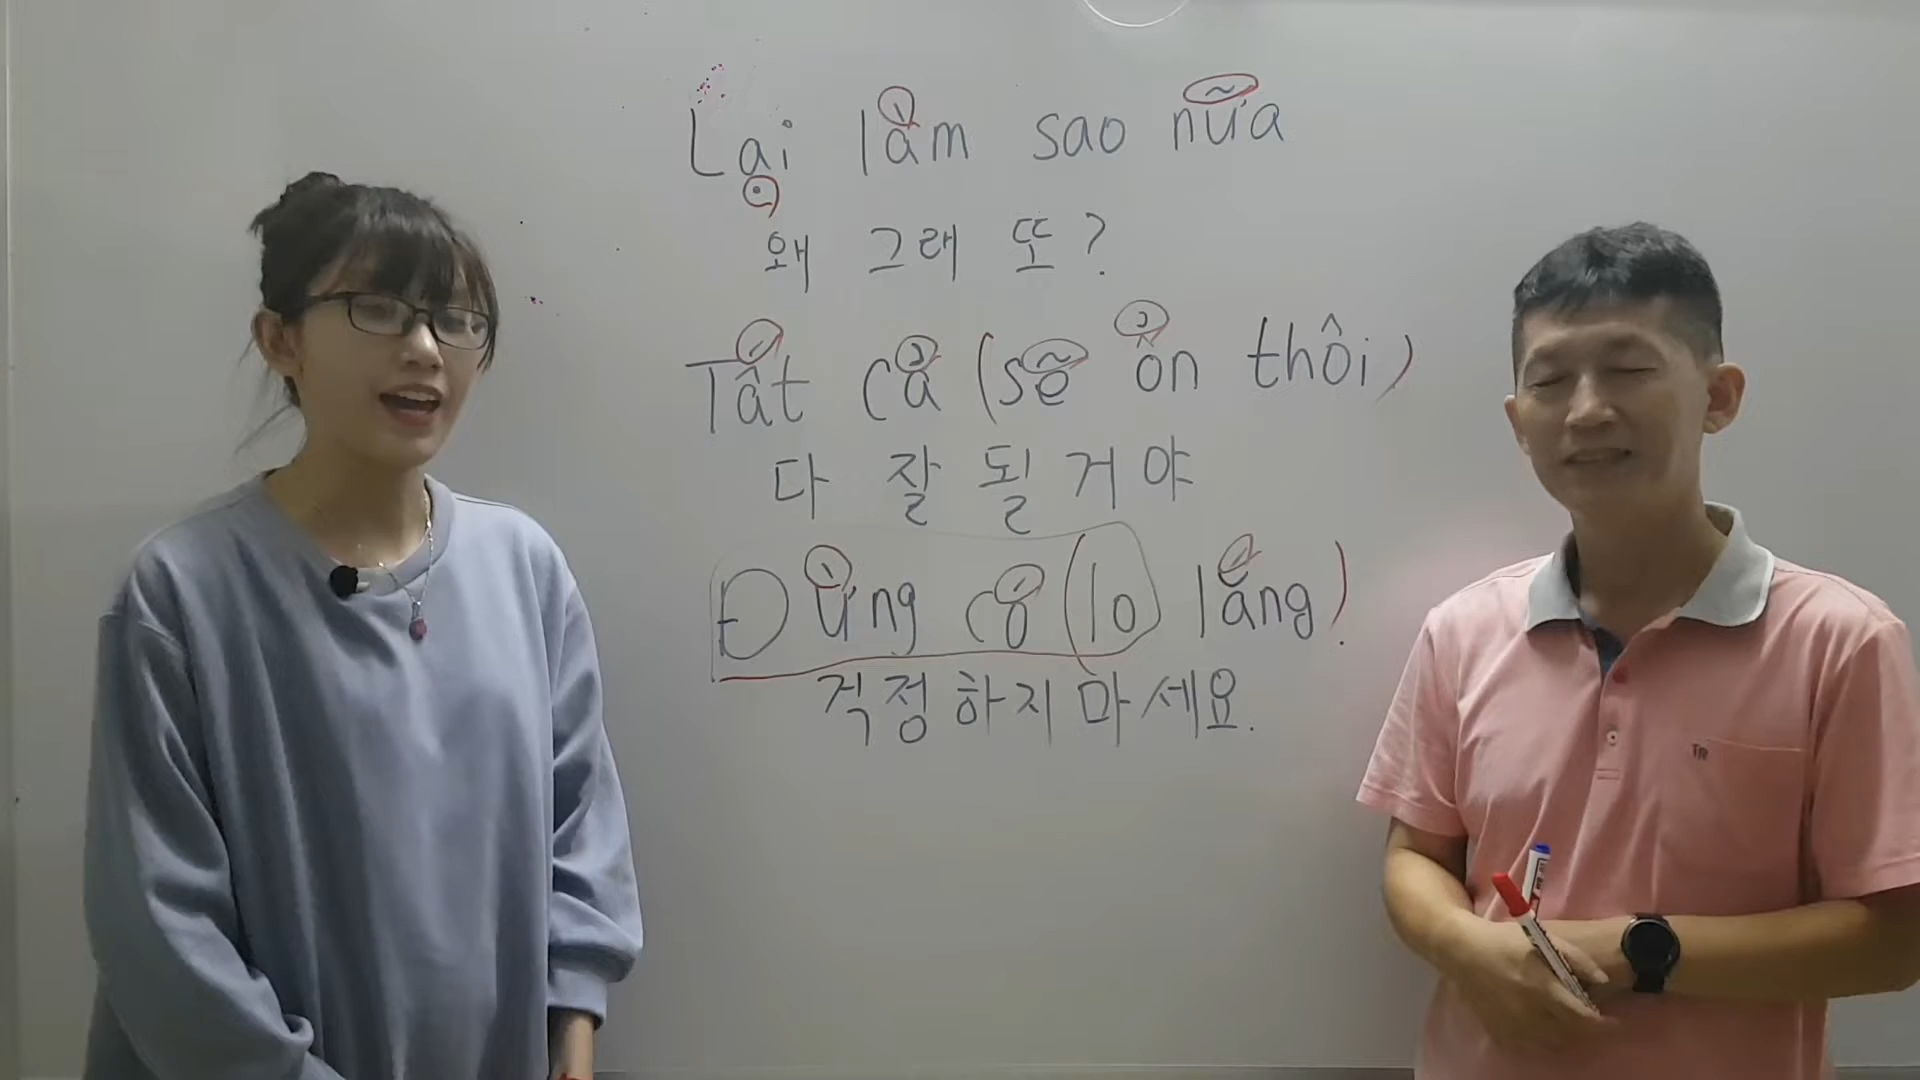 Lại làm sao nữa
왜 그래 또?
Tất cả (sẽ ổn thôi)
다 잘 될 거야
Đừng có (lo lắng).
걱정하지 마세요.
TR